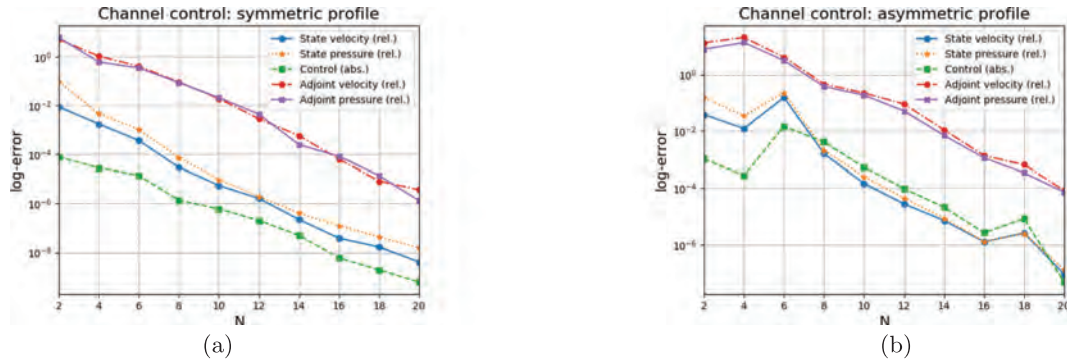 Channel control: symmetric profile
State velocity (rel.)
State pressure (rel.)
Control (abs.)
Adjoint velocity (rel.)
Adjoint pressure (rel.)
log-error
10^0
10^-2
10^-4
10^-6
10^-8
2 4 6 8 10 12 14 16 18 20
N
(a)
Channel control: asymmetric profile
State velocity (rel.)
State pressure (rel.)
Control (abs.)
Adjoint velocity (rel.)
Adjoint pressure (rel.)
log-error
10^0
10^-2
10^-4
10^-6
2 4 6 8 10 12 14 16 18 20
N
(b)